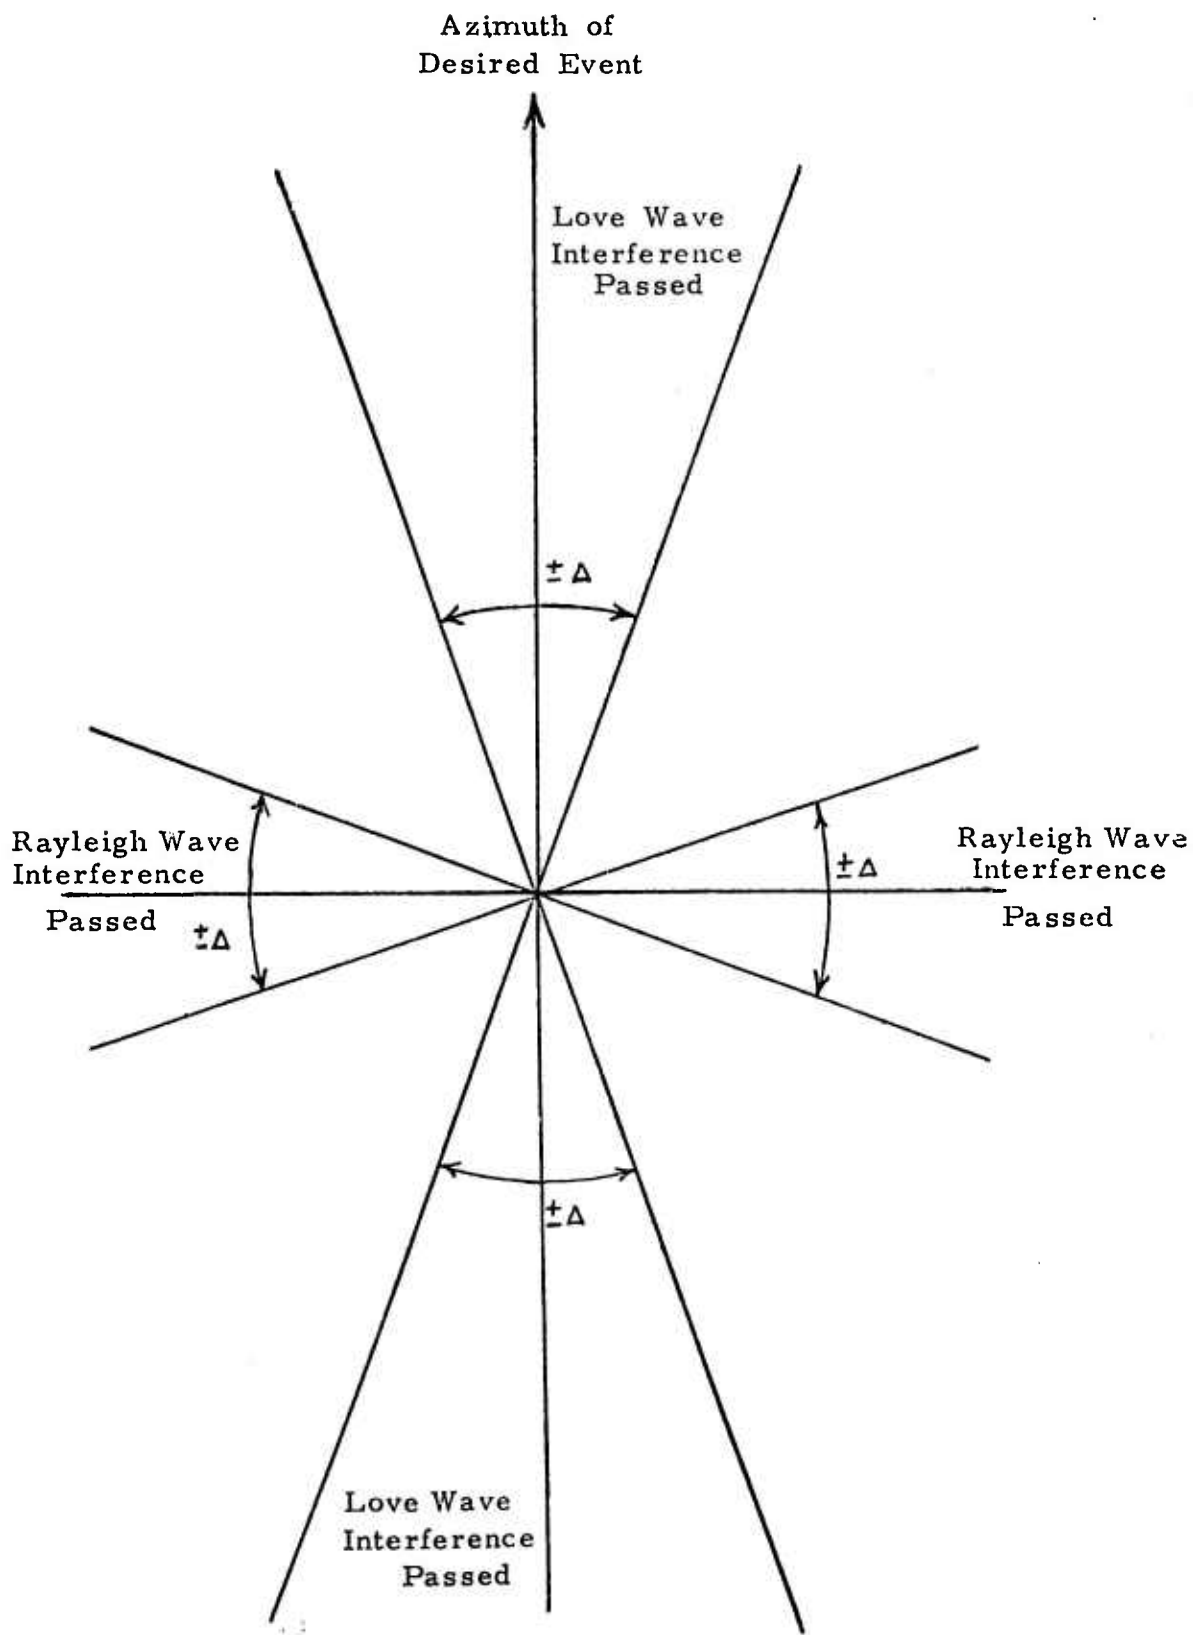 Azimuth of
Desired Event
Love Wave
Interference
Passed
±Δ
Rayleigh Wave
Interference
Passed
±Δ
Rayleigh Wave
Interference
Passed
±Δ
±Δ
Love Wave
Interference
Passed